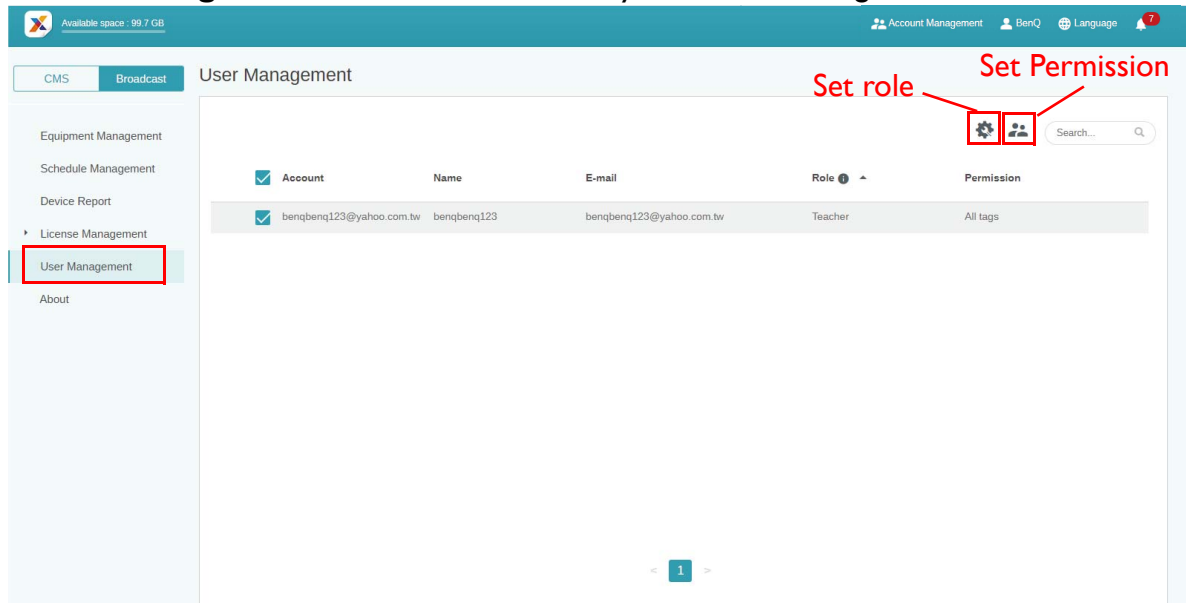 Available space : 99.7 GB
Account Management BenQ Language 7
CMS Broadcast
User Management
Set role
Set Permission
Equipment Management
Schedule Management
Device Report
License Management
User Management
About
Search...
Account Name E-mail Role Permission
benqbenq123@yahoo.com.tw benqbenq123 benqbenq123@yahoo.com.tw Teacher All tags
< 1 >